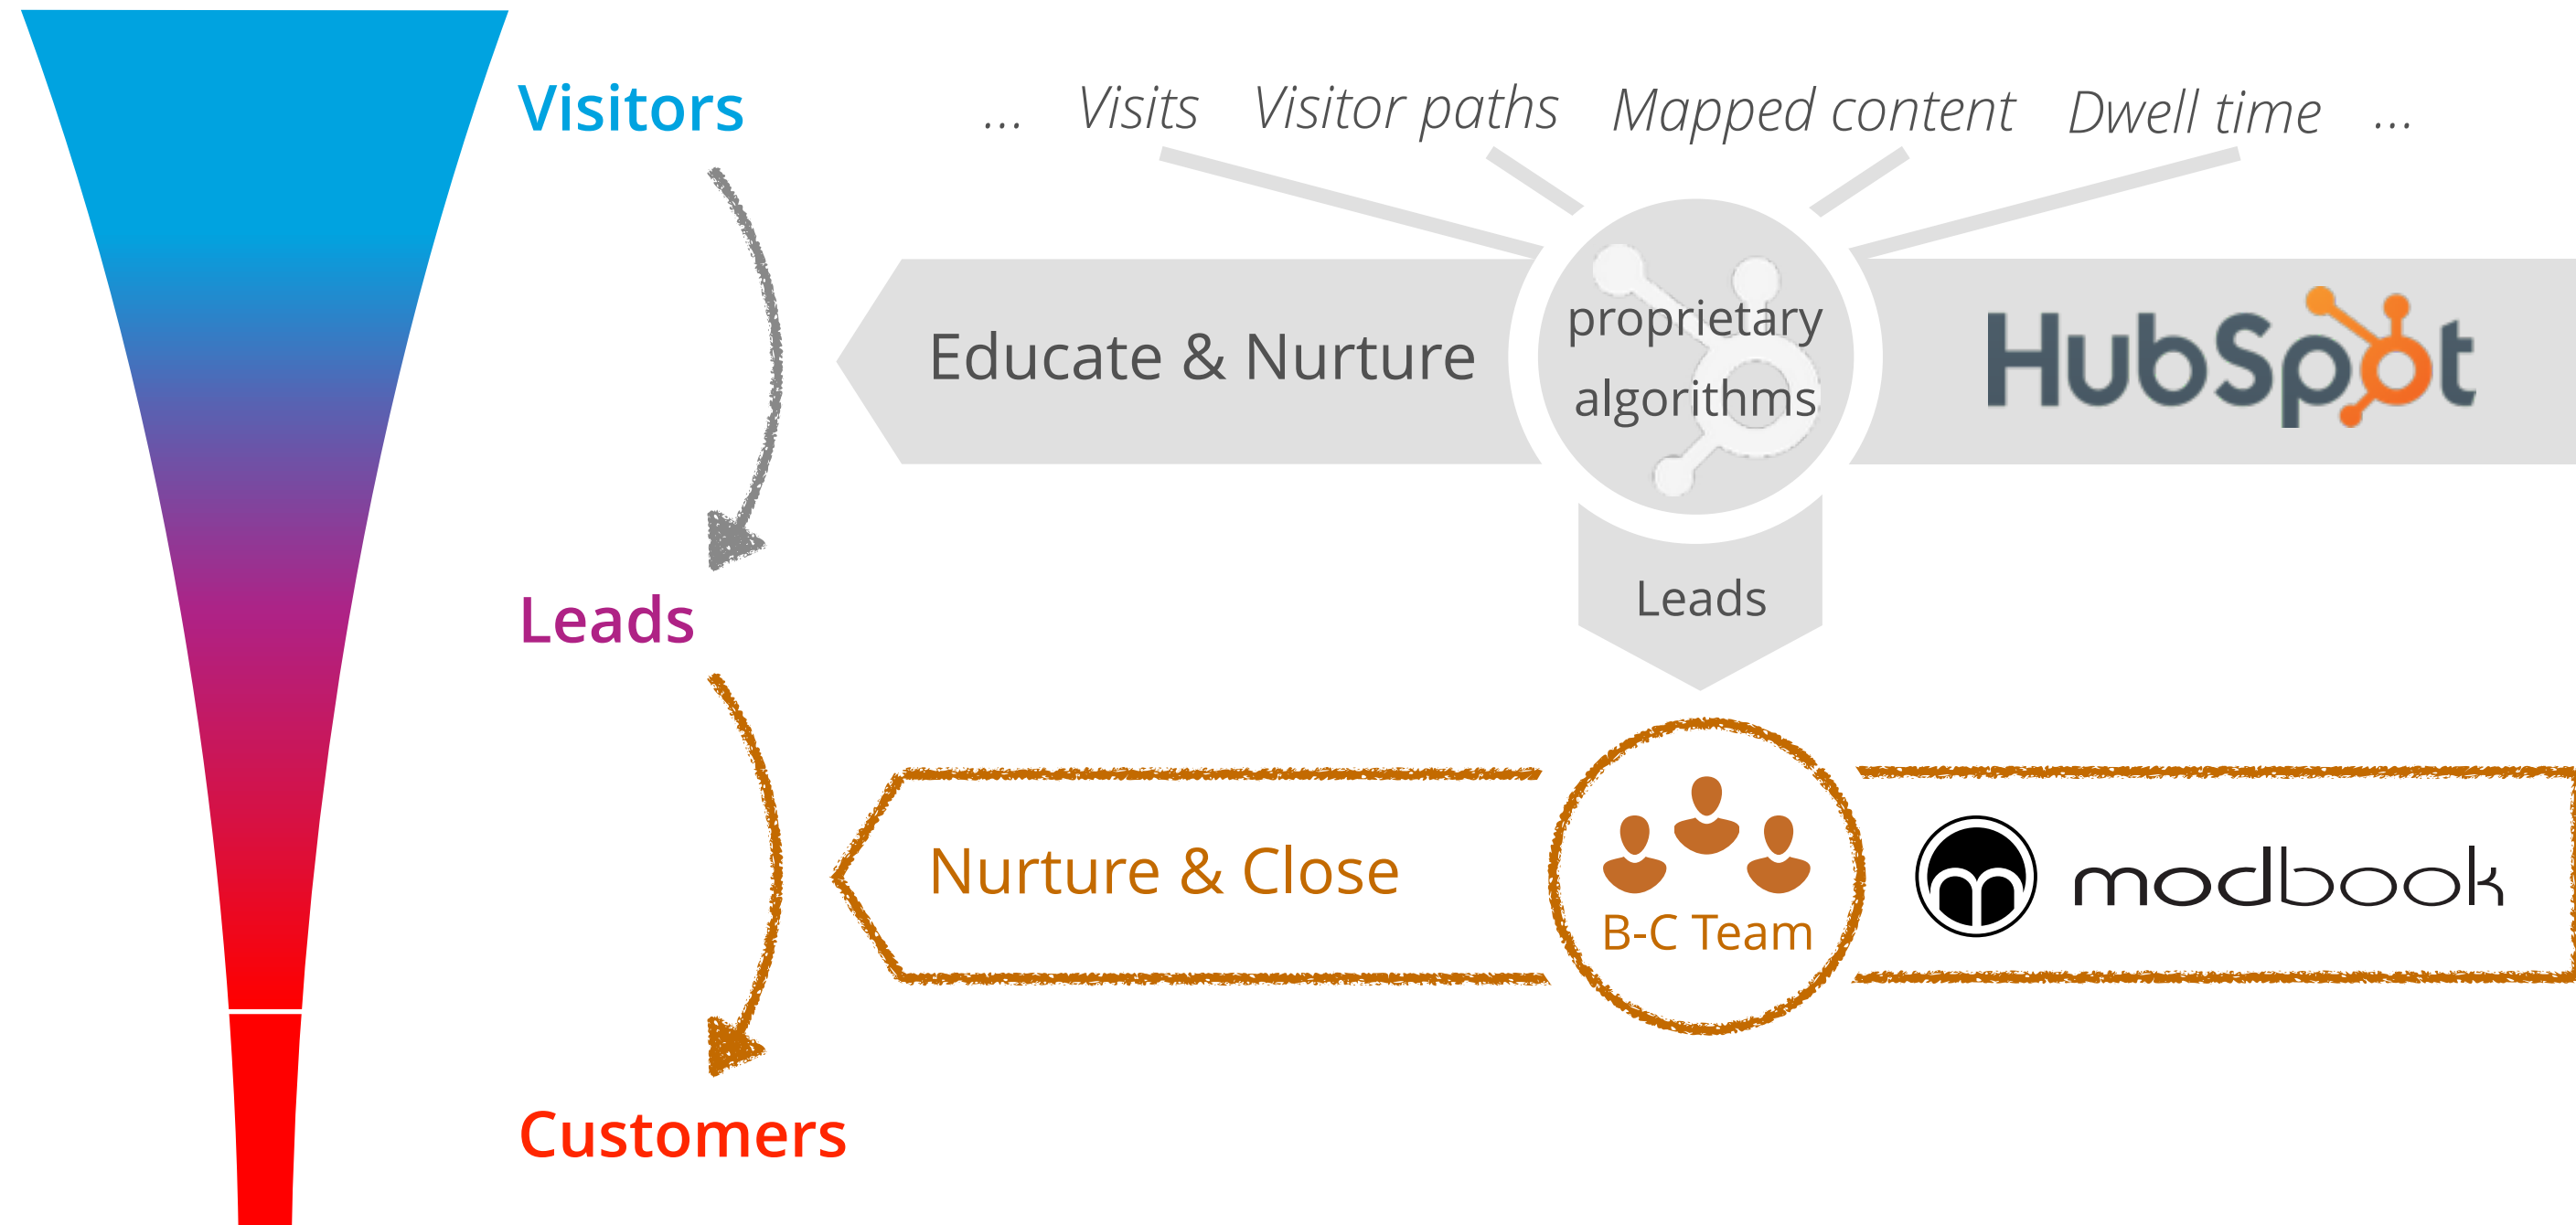 Visitors
... Visits Visitor paths Mapped content Dwell time ...
Educate & Nurture
proprietary
algorithms
HubSpot
Leads
Leads
Nurture & Close
B-C Team
modbook
Customers